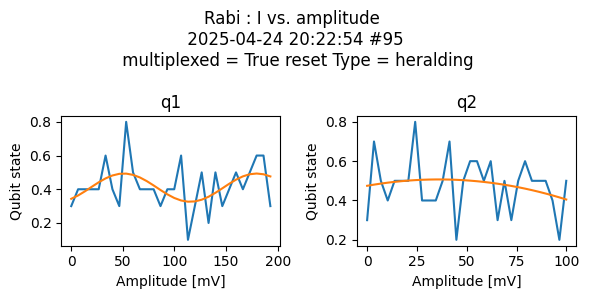 Rabi : I vs. amplitude
2025-04-24 20:22:54 #95
multiplexed = True reset Type = heralding
q1
q2
0.8
0.6
0.4
0.2
Qubit state
0
50
100
150
200
Amplitude [mV]
0.8
0.6
0.4
0.2
Qubit state
0
25
50
75
100
Amplitude [mV]